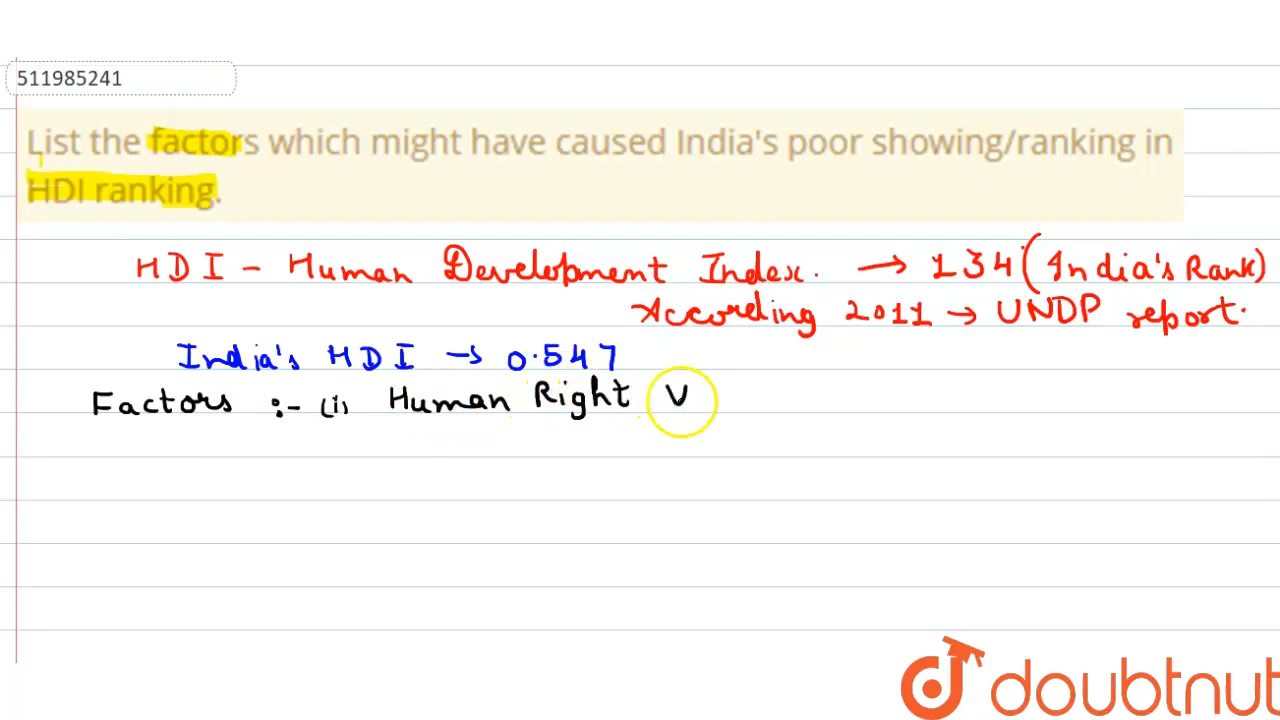 511985241
List the factors which might have caused India's poor showing/ranking in
HDI ranking.
HDI - Human Development Index. → 134 (India's Rank)
According 2011 → UNDP report.
India's HDI → 0.547
Factors :- (i) Human Right V
doubtnut